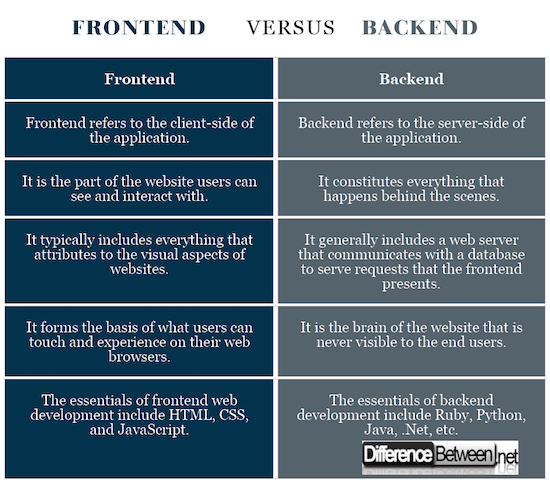 FRONTEND VERSUS BACKEND
Frontend
Backend
Frontend refers to the client-side of
the application.
Backend refers to the server-side of
the application.
It is the part of the website users can
see and interact with.
It constitutes everything that
happens behind the scenes.
It typically includes everything that
attributes to the visual aspects of
websites.
It generally includes a web server
that communicates with a database
to serve requests that the frontend
presents.
It forms the basis of what users can
touch and experience on their web
browsers.
It is the brain of the website that is
never visible to the end users.
The essentials of frontend web
development include HTML, CSS,
and JavaScript.
The essentials of backend
development include Ruby, Python,
Java, .Net, etc.
DifferenceBetween.net